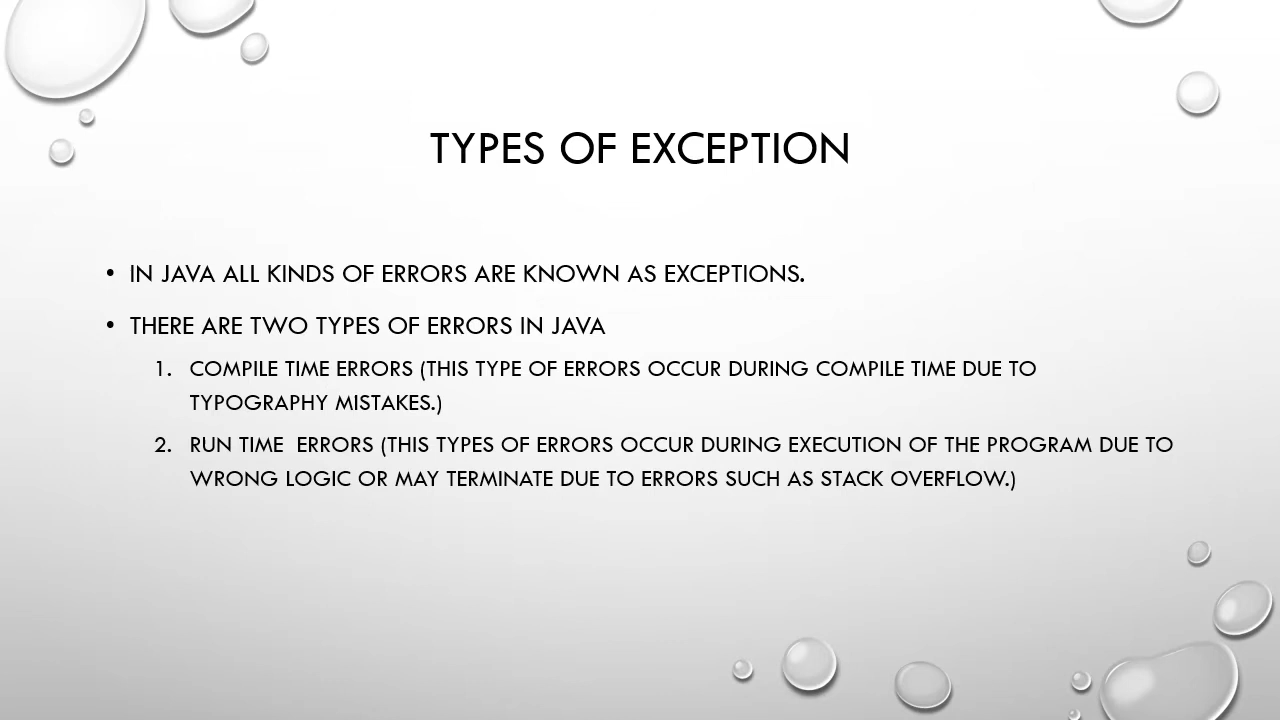 TYPES OF EXCEPTION
• IN JAVA ALL KINDS OF ERRORS ARE KNOWN AS EXCEPTIONS.
• THERE ARE TWO TYPES OF ERRORS IN JAVA
1. COMPILE TIME ERRORS (THIS TYPE OF ERRORS OCCUR DURING COMPILE TIME DUE TO
TYPOGRAPHY MISTAKES.)
2. RUN TIME  ERRORS (THIS TYPES OF ERRORS OCCUR DURING EXECUTION OF THE PROGRAM DUE TO
WRONG LOGIC OR MAY TERMINATE DUE TO ERRORS SUCH AS STACK OVERFLOW.)